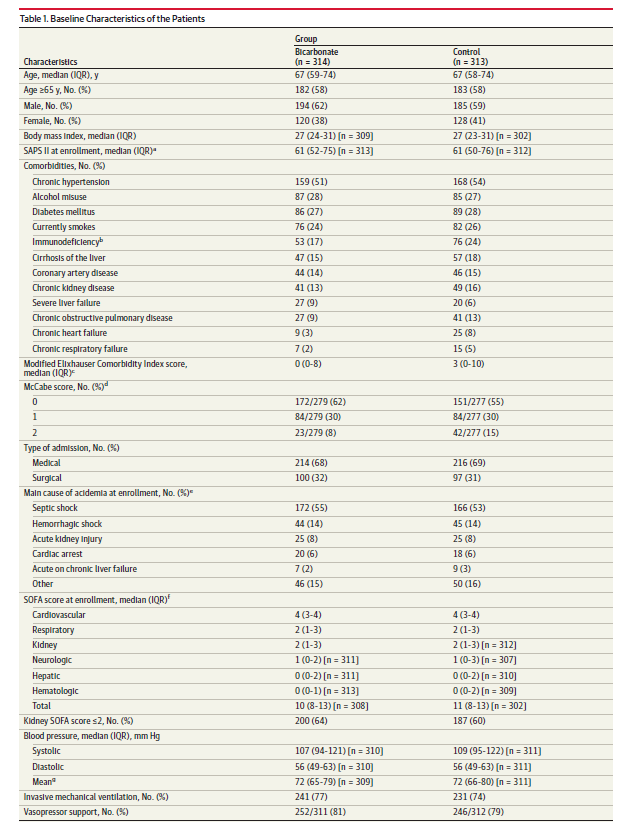 Table 1. Baseline Characteristics of the Patients
Group
Characteristics Bicarbonate (n = 314) Control (n = 313)
Age, median (IQR), y 67 (59-74) 67 (58-74)
Age ≥65 y, No. (%) 182 (58) 183 (58)
Male, No. (%) 194 (62) 185 (59)
Female, No. (%) 120 (38) 128 (41)
Body mass index, median (IQR) 27 (24-31) [n = 309] 27 (23-31) [n = 302]
SAPS II at enrollment, median (IQR)a 61 (52-75) [n = 313] 61 (50-76) [n = 312]
Comorbidities, No. (%)
Chronic hypertension 159 (51) 168 (54)
Alcohol misuse 87 (28) 85 (27)
Diabetes mellitus 86 (27) 89 (28)
Currently smokes 76 (24) 82 (26)
Immunodeficiencyb 53 (17) 76 (24)
Cirrhosis of the liver 47 (15) 57 (18)
Coronary artery disease 44 (14) 46 (15)
Chronic kidney disease 41 (13) 49 (16)
Severe liver failure 27 (9) 20 (6)
Chronic obstructive pulmonary disease 27 (9) 41 (13)
Chronic heart failure 9 (3) 25 (8)
Chronic respiratory failure 7 (2) 15 (5)
Modified Elixhauser Comorbidity Index score, 0 (0-8) 3 (0-10)
median (IQR)c
McCabe score, No. (%)d
0 172/279 (62) 151/277 (55)
1 84/279 (30) 84/277 (30)
2 23/279 (8) 42/277 (15)
Type of admission, No. (%)
Medical 214 (68) 216 (69)
Surgical 100 (32) 97 (31)
Main cause of acidemia at enrollment, No. (%)e
Septic shock 172 (55) 166 (53)
Hemorrhagic shock 44 (14) 45 (14)
Acute kidney injury 25 (8) 25 (8)
Cardiac arrest 20 (6) 18 (6)
Acute on chronic liver failure 7 (2) 9 (3)
Other 46 (15) 50 (16)
SOFA score at enrollment, median (IQR)f
Cardiovascular 4 (3-4) 4 (3-4)
Respiratory 2 (1-3) 2 (1-3)
Kidney 2 (1-3) 2 (1-3) [n = 312]
Neurologic 1 (0-2) [n = 311] 1 (0-3) [n = 307]
Hepatic 0 (0-2) [n = 311] 0 (0-2) [n = 310]
Hematologic 0 (0-1) [n = 313] 0 (0-2) [n = 309]
Total 10 (8-13) [n = 308] 11 (8-13) [n = 302]
Kidney SOFA score ≤2, No. (%) 200 (64) 187 (60)
Blood pressure, median (IQR), mm Hg
Systolic 107 (94-121) [n = 310] 109 (95-122) [n = 311]
Diastolic 56 (49-63) [n = 310] 56 (49-63) [n = 311]
Meang 72 (65-79) [n = 309] 72 (66-80) [n = 311]
Invasive mechanical ventilation, No. (%) 241 (77) 231 (74)
Vasopressor support, No. (%) 252/311 (81) 246/312 (79)